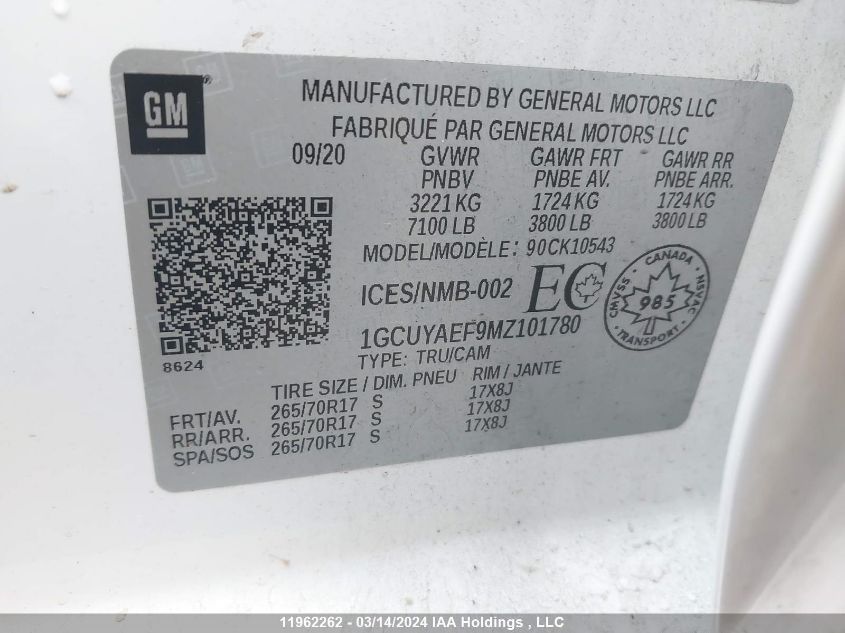 GM®
MANUFACTURED BY GENERAL MOTORS LLC
FABRIQUÉ PAR GENERAL MOTORS LLC
09/20 GVWR GAWR FRT GAWR RR
PNBV PNBE AV. PNBE ARR.
3221 KG 1724 KG 1724 KG
7100 LB 3800 LB 3800 LB
MODEL/MODÈLE: 90CK10543
ICES/NMB-002 EC
CANADA
CMVSS 985 NSVAC
TRANSPORT
1GCUYAEF9MZ101780
TYPE: TRU/CAM
8624
TIRE SIZE / DIM. PNEU RIM / JANTE
FRT/AV. 265/70R17 S 17X8J
RR/ARR. 265/70R17 S 17X8J
SPA/SOS 265/70R17 S 17X8J
11962262 - 03/14/2024 IAA Holdings , LLC